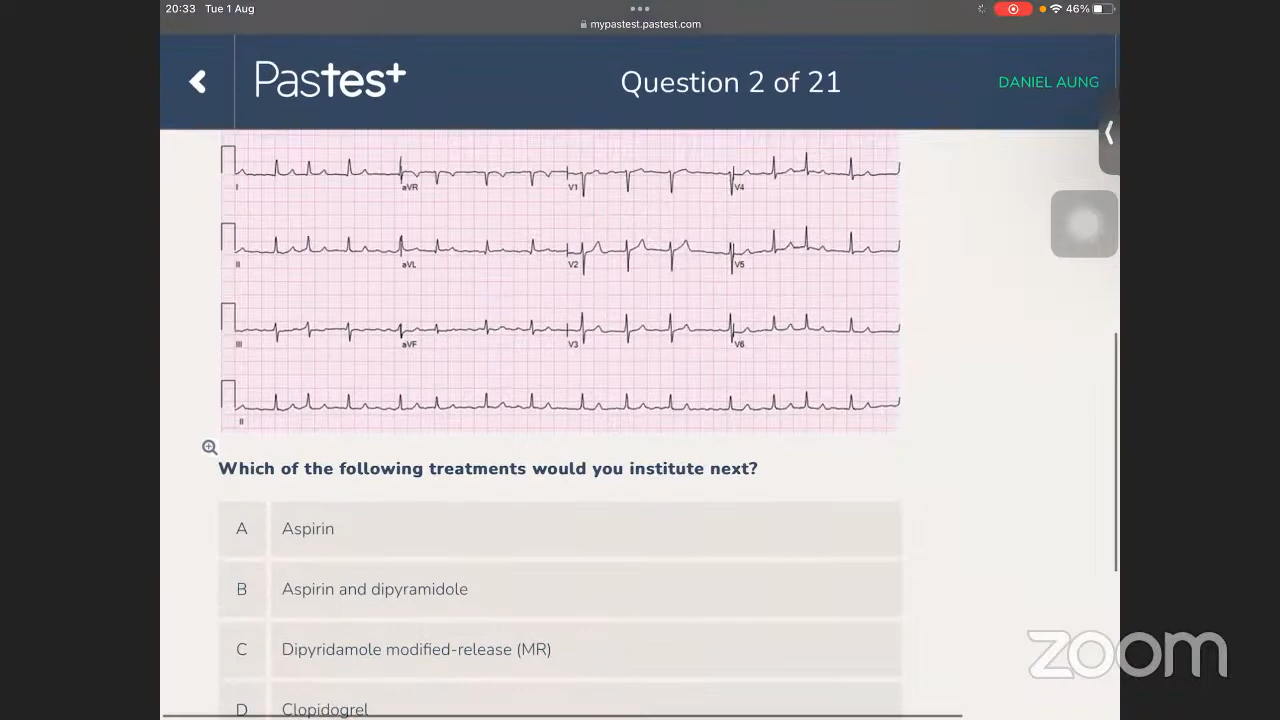 20:33 Tue 1 Aug
46%
mypastest.pastest.com
Pastest+
Question 2 of 21
DANIEL AUNG
I
aVR
V1
V4
II
aVL
V2
V5
III
aVF
V3
V6
II
Which of the following treatments would you institute next?
A Aspirin
B Aspirin and dipyramidole
C Dipyridamole modified-release (MR)
D Clopidogrel
zoom